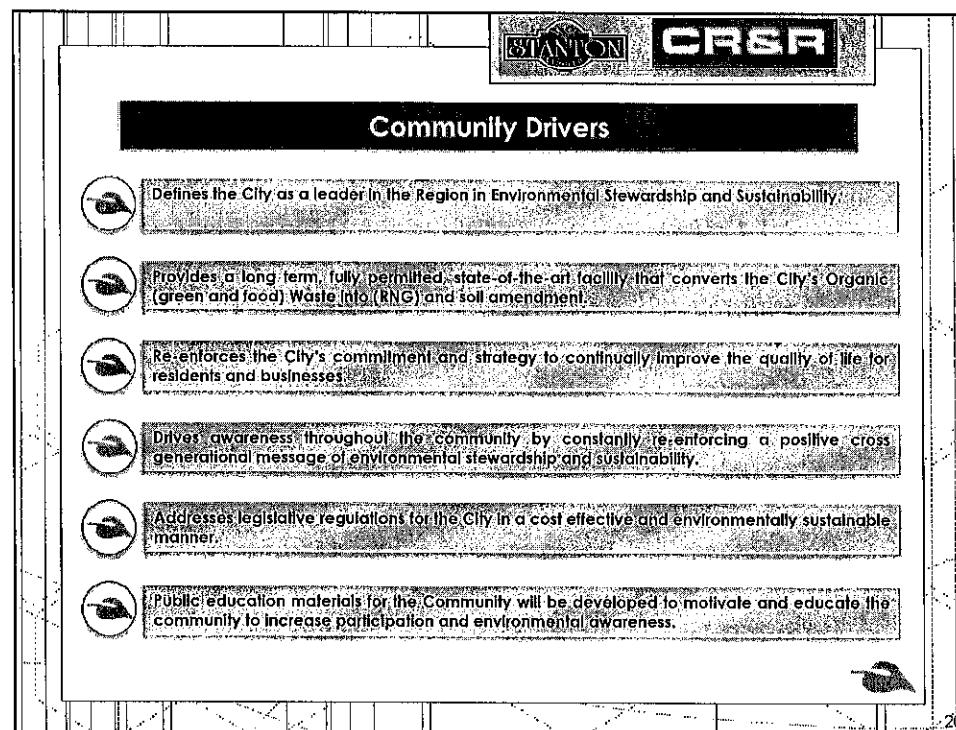 STANTON
CR&R
Community Drivers
Defines the City as a leader in the Region in Environmental Stewardship and Sustainability.
Provides a long term, fully permitted, state-of-the-art facility that converts the City's Organic
(green and food) Waste into (RNG) and soil amendment.
Re-enforces the City's commitment and strategy to continually improve the quality of life for
residents and businesses
Drives awareness throughout the community by constantly re-enforcing a positive cross
generational message of environmental stewardship and sustainability.
Addresses legislative regulations for the City in a cost effective and environmentally sustainable
manner.
Public education materials for the Community will be developed to motivate and educate the
community to increase participation and environmental awareness.